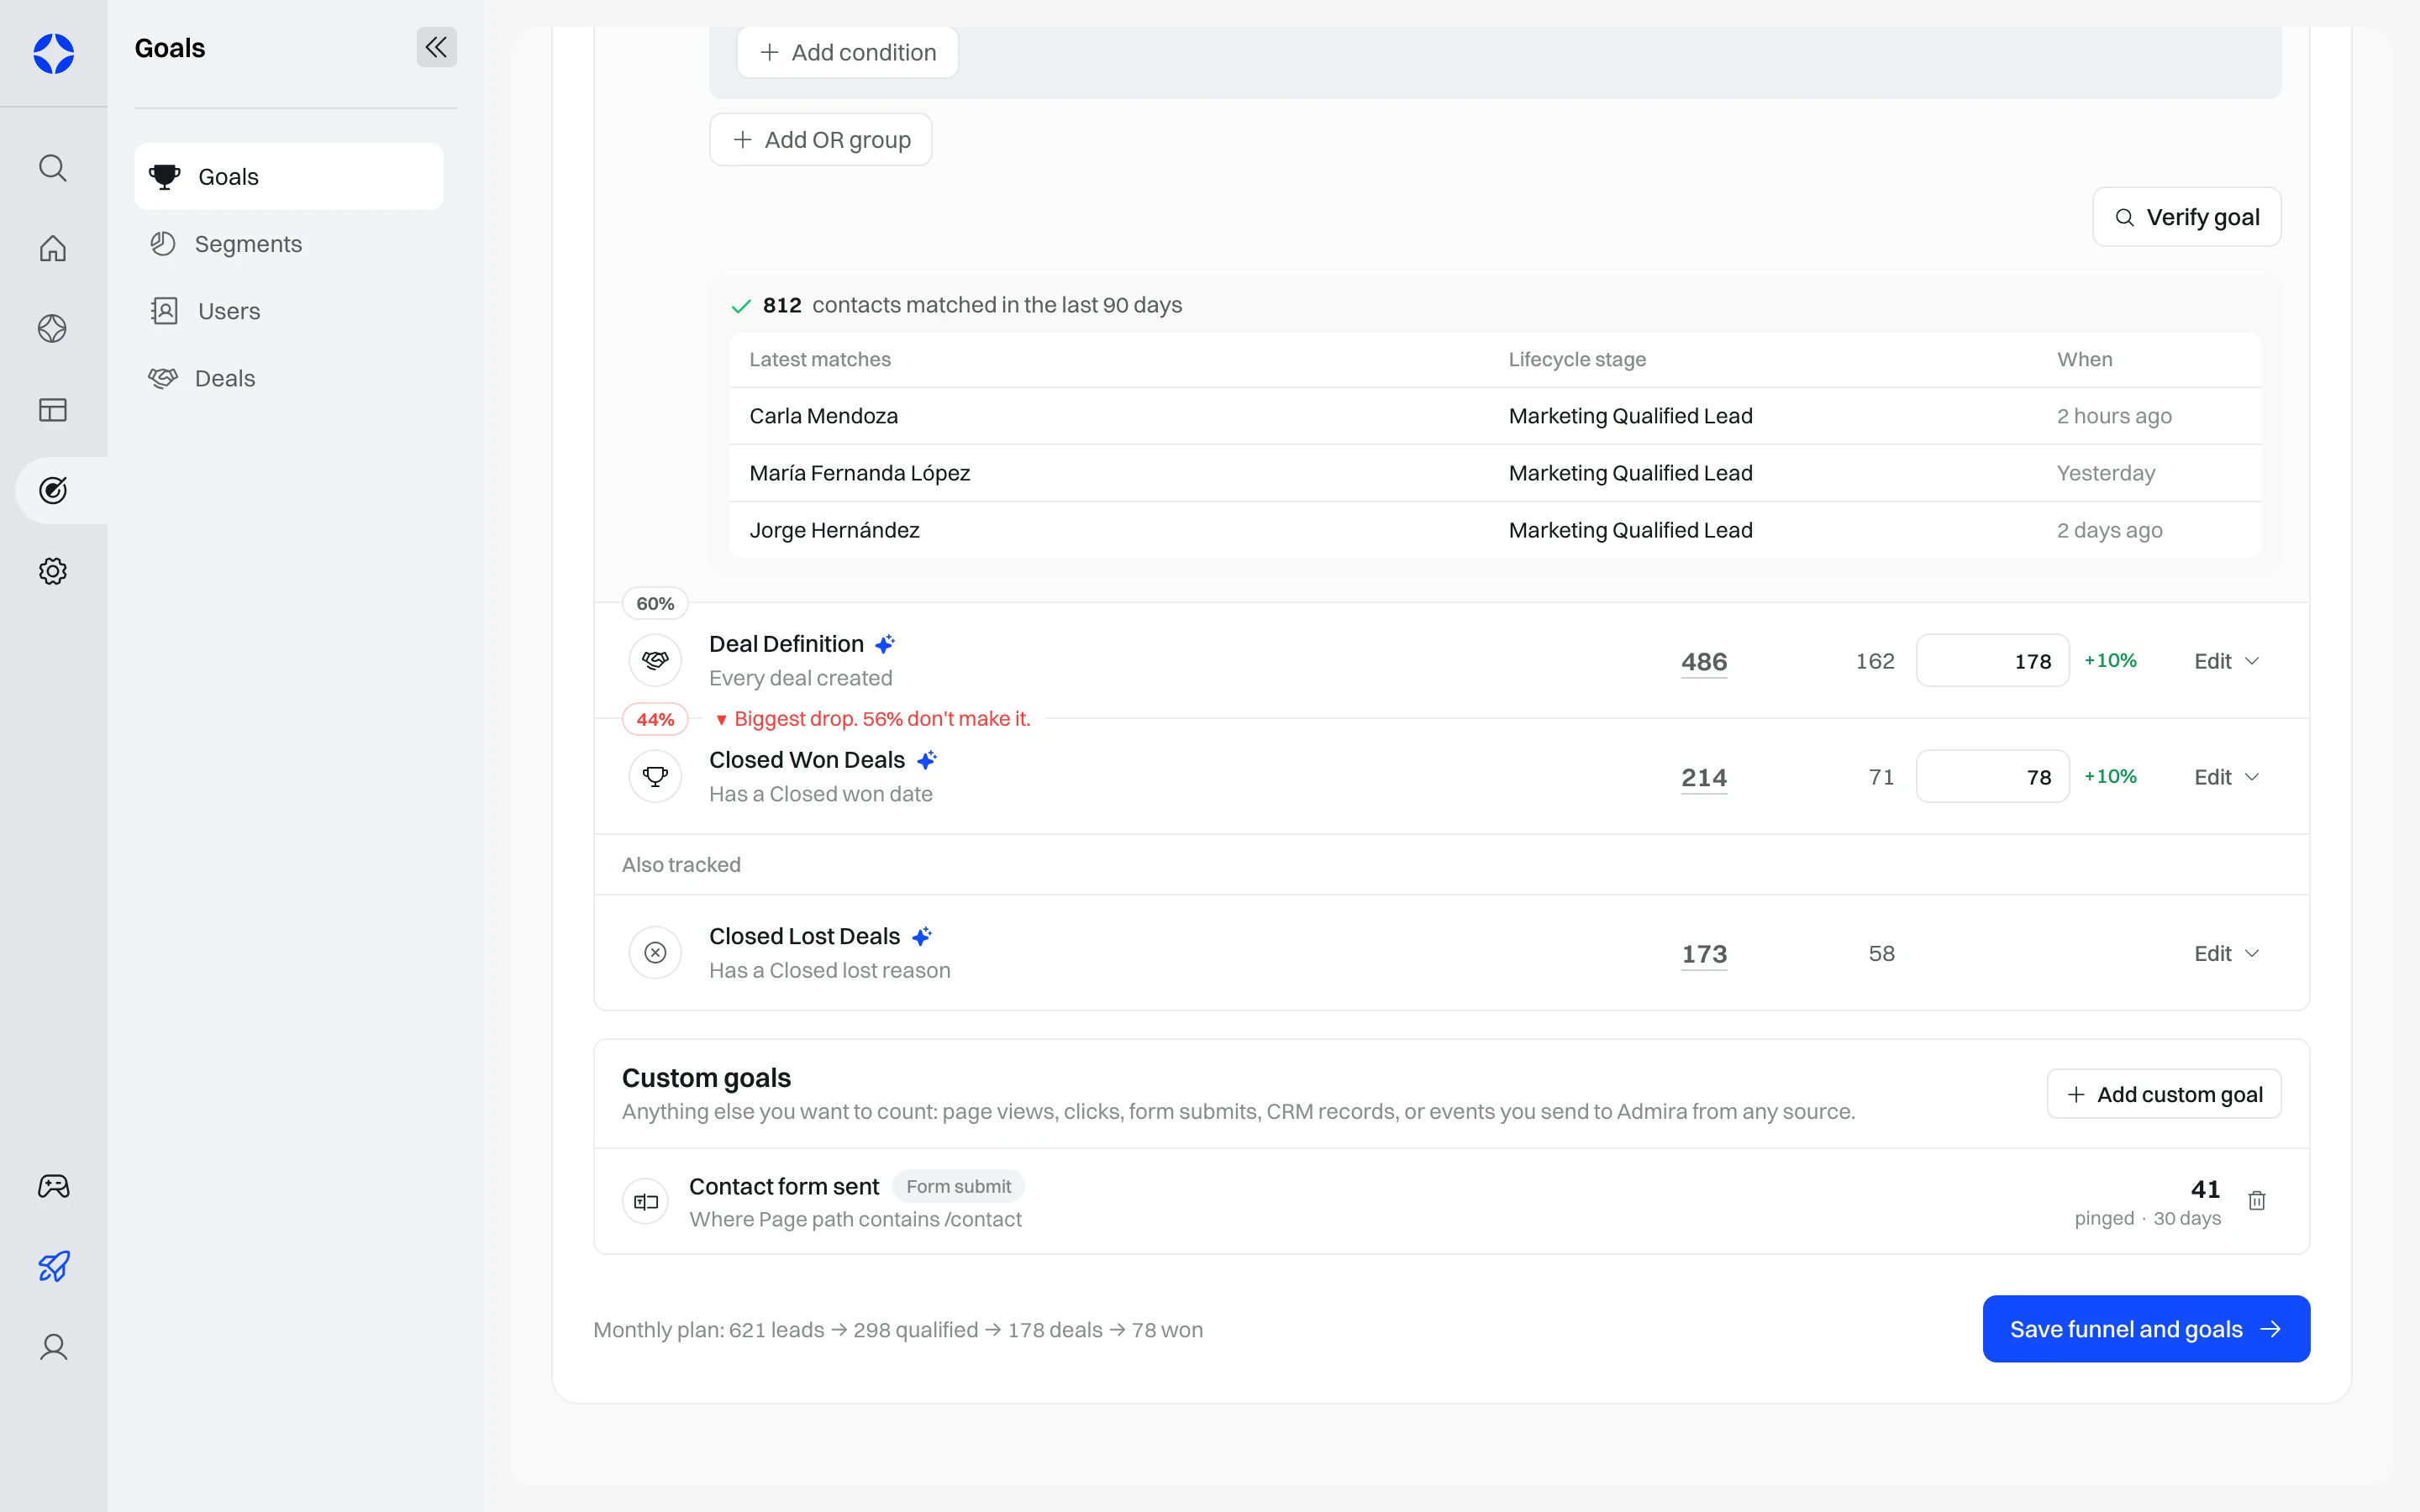 Goals
Goals
Segments
Users
Deals
Add condition
Add OR group
Verify goal
812 contacts matched in the last 90 days
Latest matches Lifecycle stage When
Carla Mendoza Marketing Qualified Lead 2 hours ago
María Fernanda López Marketing Qualified Lead Yesterday
Jorge Hernández Marketing Qualified Lead 2 days ago
60%
Deal Definition
Every deal created
486 162 178 +10% Edit
44% ▼ Biggest drop. 56% don't make it.
Closed Won Deals
Has a Closed won date
214 71 78 +10% Edit
Also tracked
Closed Lost Deals
Has a Closed lost reason
173 58 Edit
Custom goals
Anything else you want to count: page views, clicks, form submits, CRM records, or events you send to Admira from any source.
Add custom goal
Contact form sent Form submit
Where Page path contains /contact
41
pinged · 30 days
Monthly plan: 621 leads → 298 qualified → 178 deals → 78 won
Save funnel and goals →